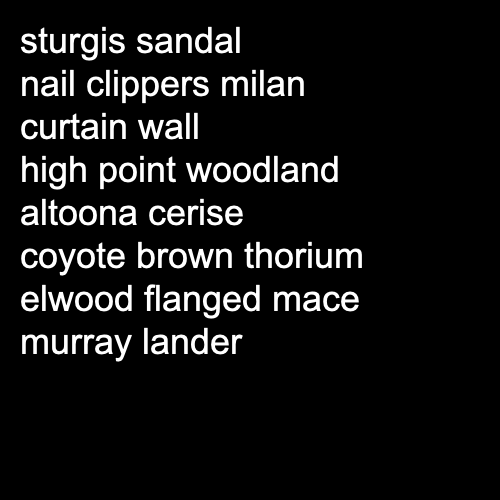 sturgis sandal
nail clippers milan
curtain wall
high point woodland
altoona cerise
coyote brown thorium
elwood flanged mace
murray lander